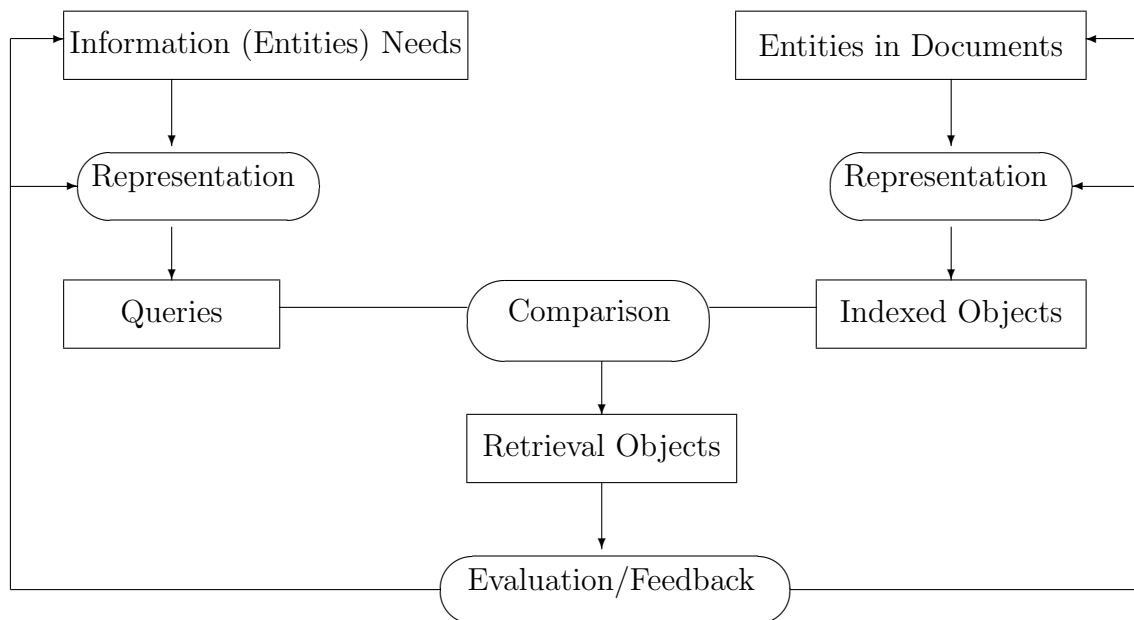 Information (Entities) Needs
Entities in Documents
Representation
Representation
Queries
Comparison
Indexed Objects
Retrieval Objects
Evaluation/Feedback